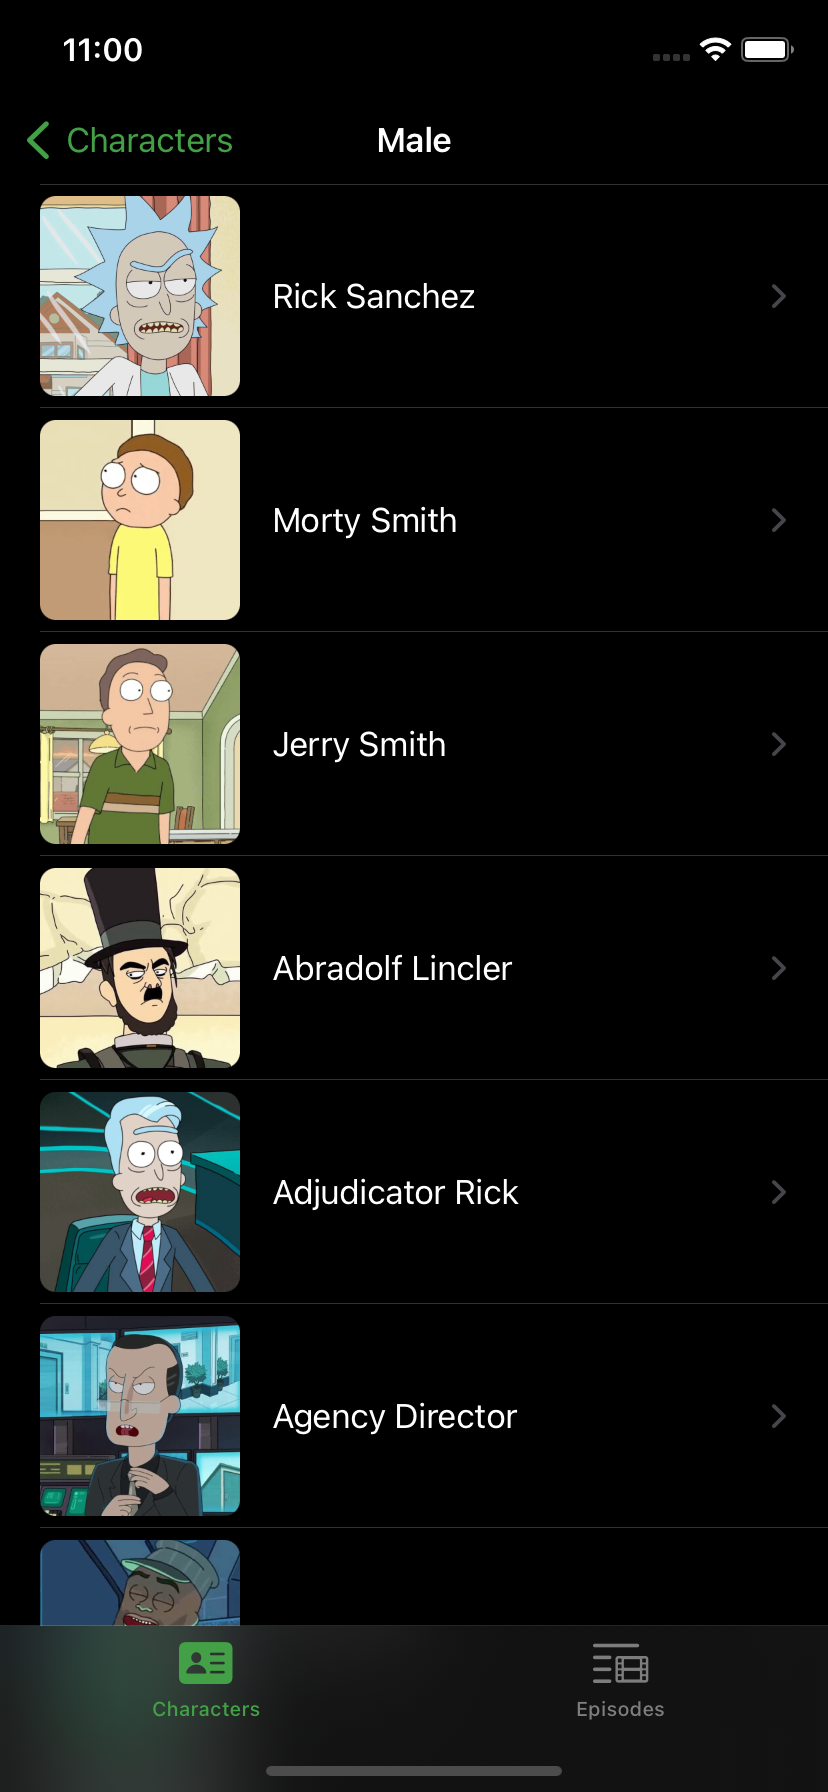 11:00
Characters
Male
Rick Sanchez
Morty Smith
Jerry Smith
Abradolf Lincler
Adjudicator Rick
Agency Director
Characters
Episodes